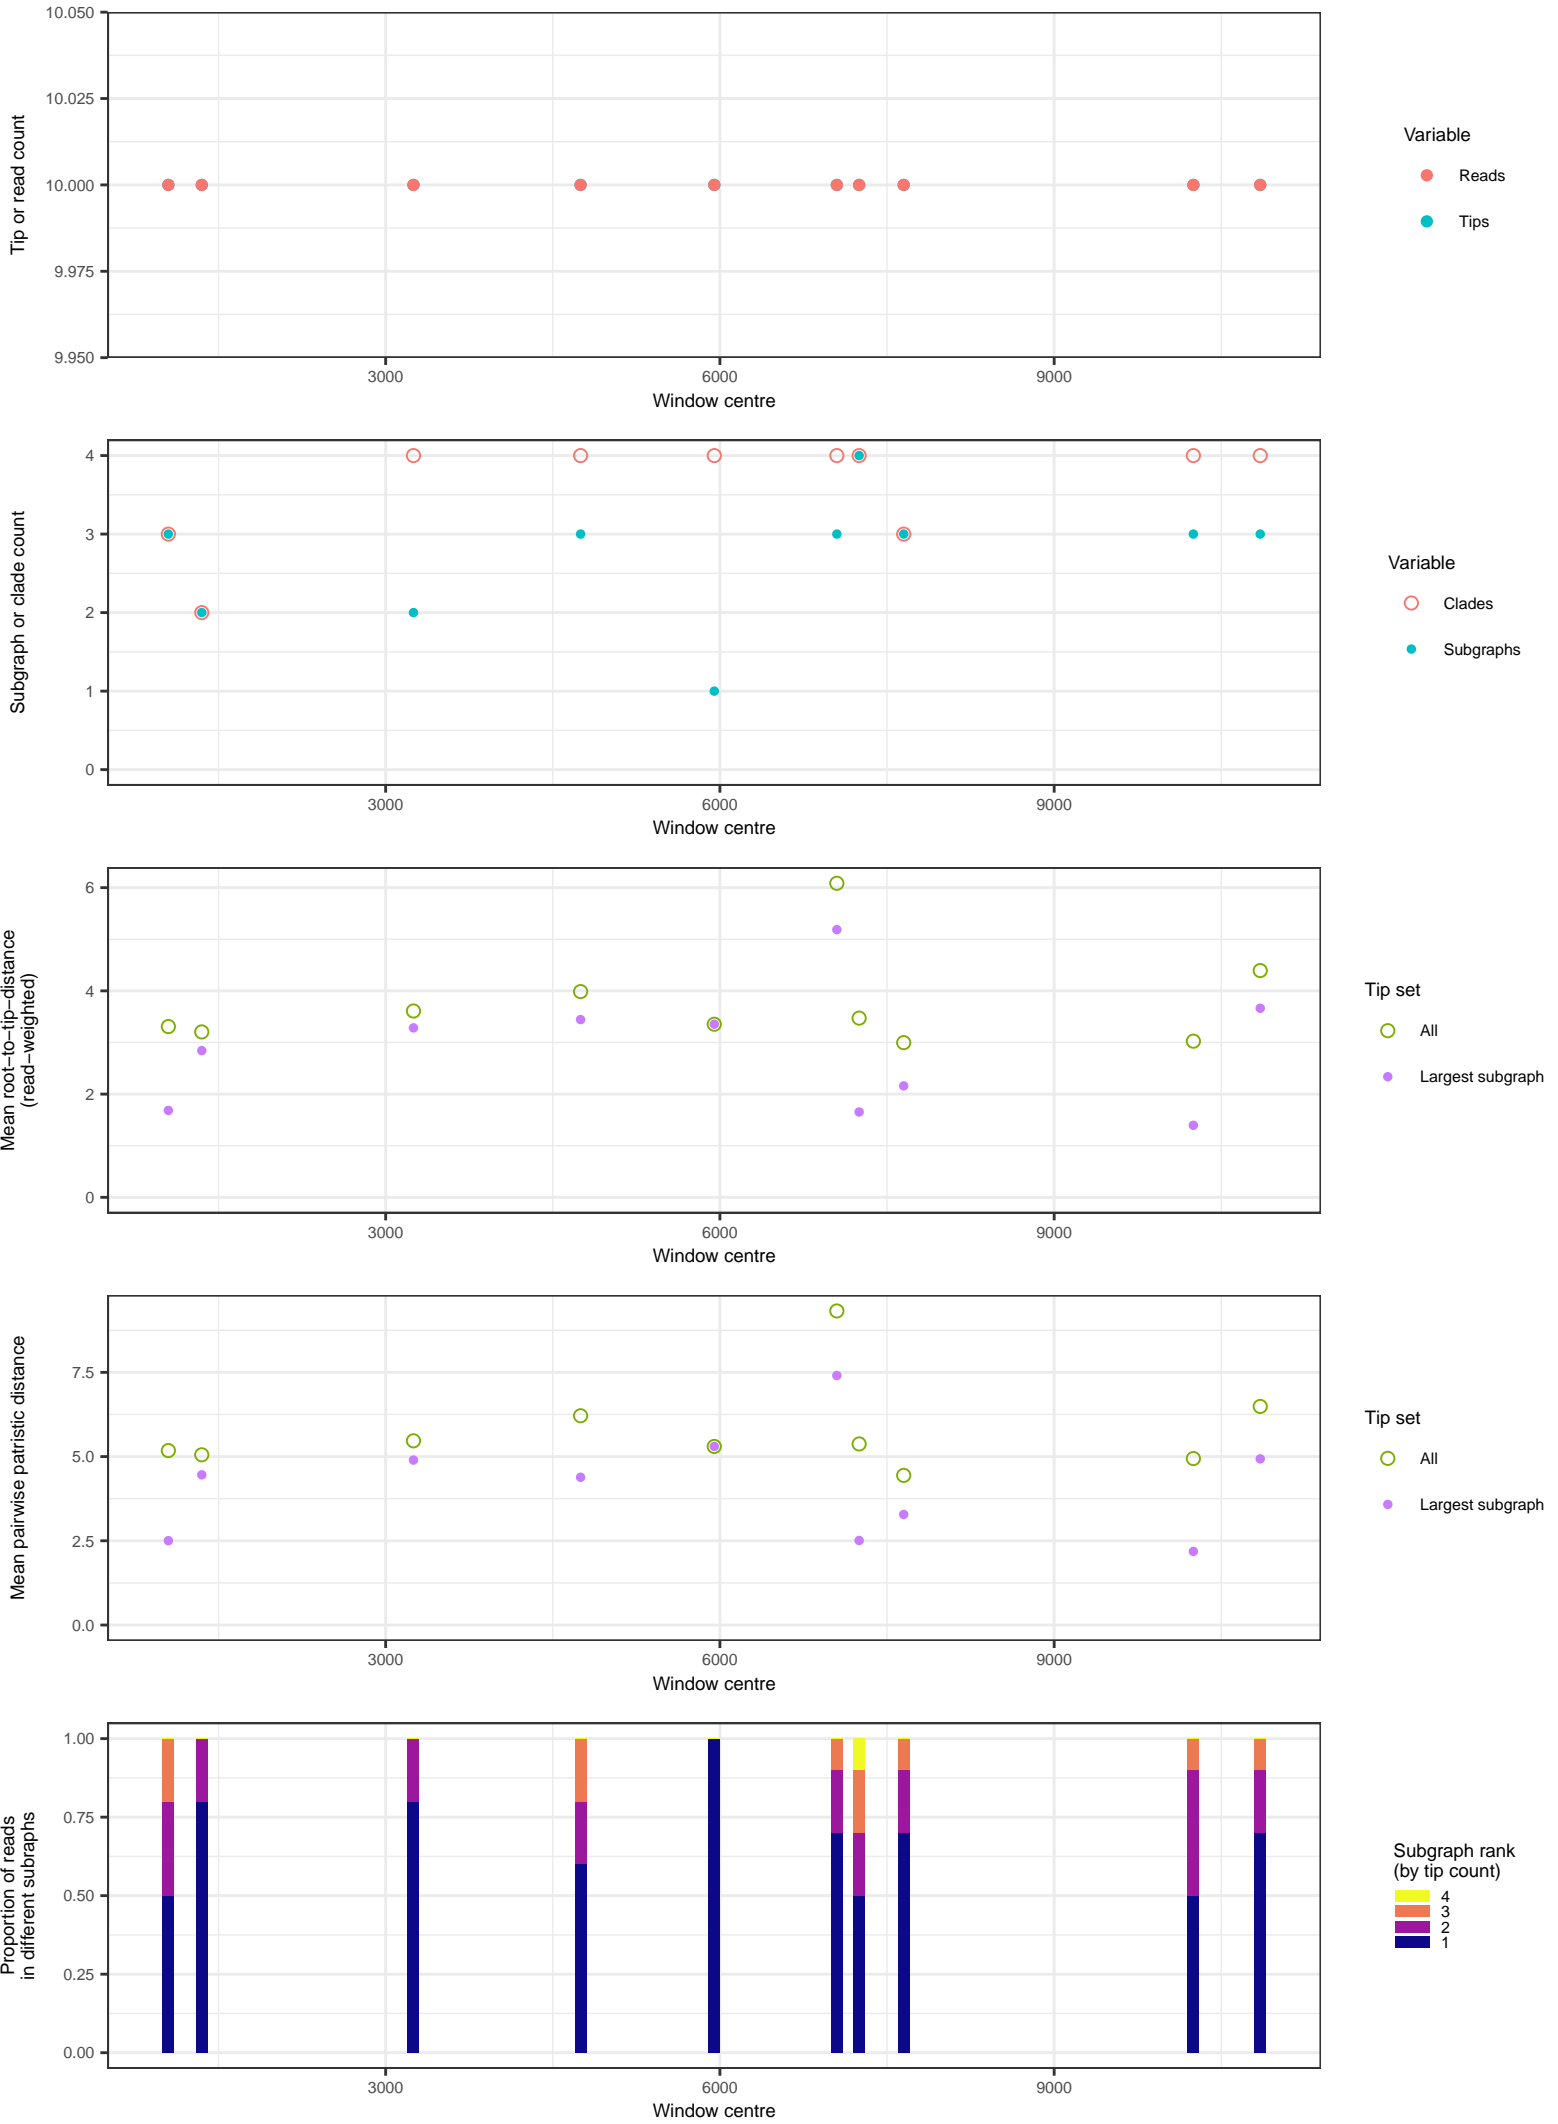 10.050
10.025
10.000
9.975
9.950
Tip or read count
3000
6000
9000
Window centre
Variable
Reads
Tips
4
3
2
1
0
Subgraph or clade count
3000
6000
9000
Window centre
Variable
Clades
Subgraphs
6
4
2
0
Mean root−to−tip−distance
(read−weighted)
3000
6000
9000
Window centre
Tip set
All
Largest subgraph
7.5
5.0
2.5
0.0
Mean pairwise patristic distance
3000
6000
9000
Window centre
Tip set
All
Largest subgraph
1.00
0.75
0.50
0.25
0.00
Proportion of reads
in different subraphs
3000
6000
9000
Window centre
Subgraph rank
(by tip count)
4
3
2
1